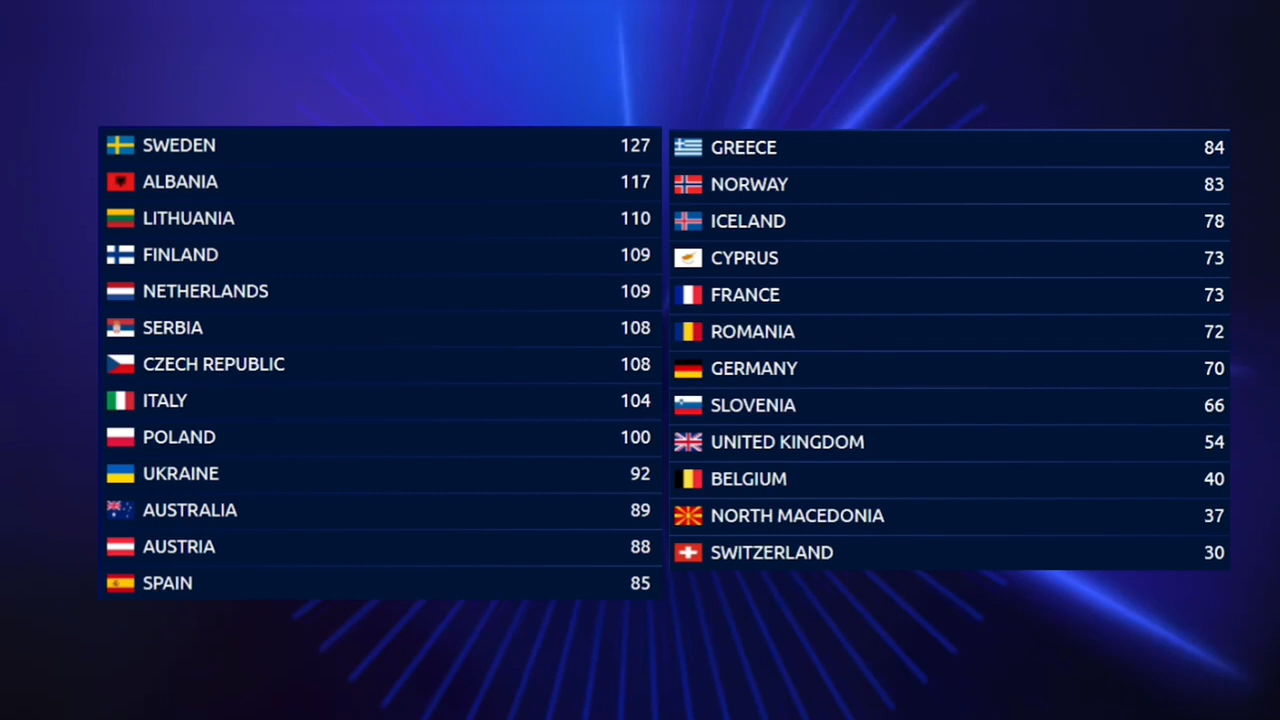 SWEDEN 127
ALBANIA 117
LITHUANIA 110
FINLAND 109
NETHERLANDS 109
SERBIA 108
CZECH REPUBLIC 108
ITALY 104
POLAND 100
UKRAINE 92
AUSTRALIA 89
AUSTRIA 88
SPAIN 85
GREECE 84
NORWAY 83
ICELAND 78
CYPRUS 73
FRANCE 73
ROMANIA 72
GERMANY 70
SLOVENIA 66
UNITED KINGDOM 54
BELGIUM 40
NORTH MACEDONIA 37
SWITZERLAND 30